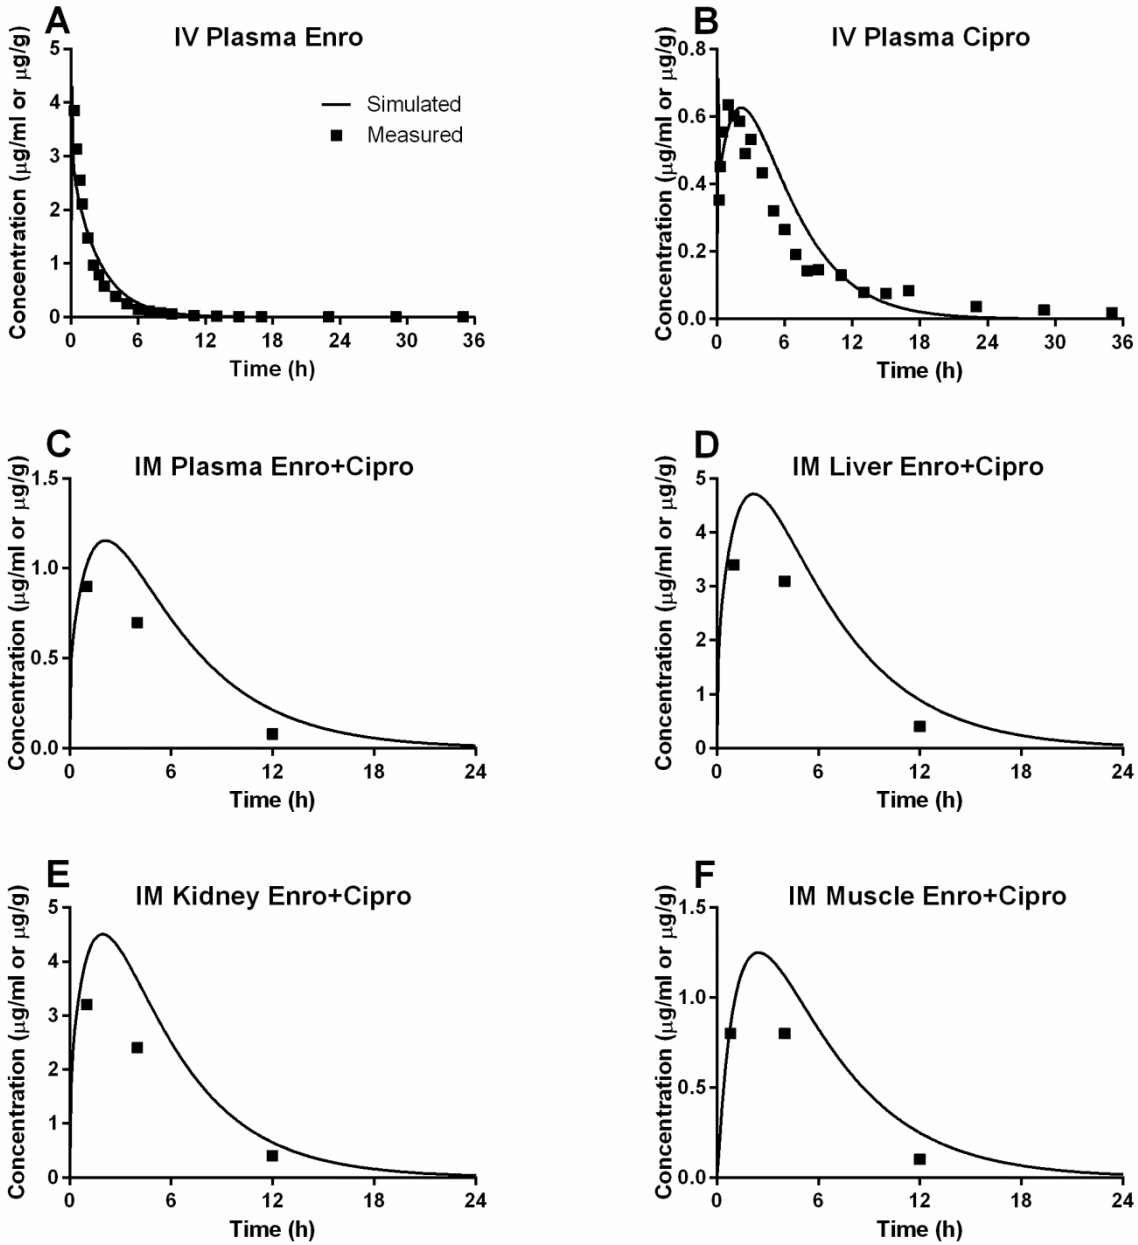 A
IV Plasma Enro
Concentration (μg/ml or μg/g)
5
4
3
2
1
0
Simulated
Measured
0 6 12 18 24 30 36
Time (h)
B
IV Plasma Cipro
Concentration (μg/ml or μg/g)
0.8
0.6
0.4
0.2
0.0
0 6 12 18 24 30 36
Time (h)
C
IM Plasma Enro+Cipro
Concentration (μg/ml or μg/g)
1.5
1.0
0.5
0.0
0 6 12 18 24
Time (h)
D
IM Liver Enro+Cipro
Concentration (μg/ml or μg/g)
5
4
3
2
1
0
0 6 12 18 24
Time (h)
E
IM Kidney Enro+Cipro
Concentration (μg/ml or μg/g)
5
4
3
2
1
0
0 6 12 18 24
Time (h)
F
IM Muscle Enro+Cipro
Concentration (μg/ml or μg/g)
1.5
1.0
0.5
0.0
0 6 12 18 24
Time (h)